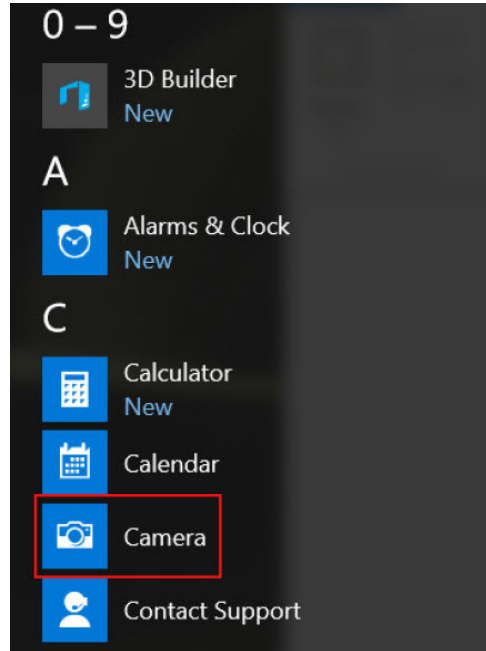 0 – 9
3D Builder
New
A
Alarms & Clock
New
C
Calculator
New
Calendar
Camera
Contact Support